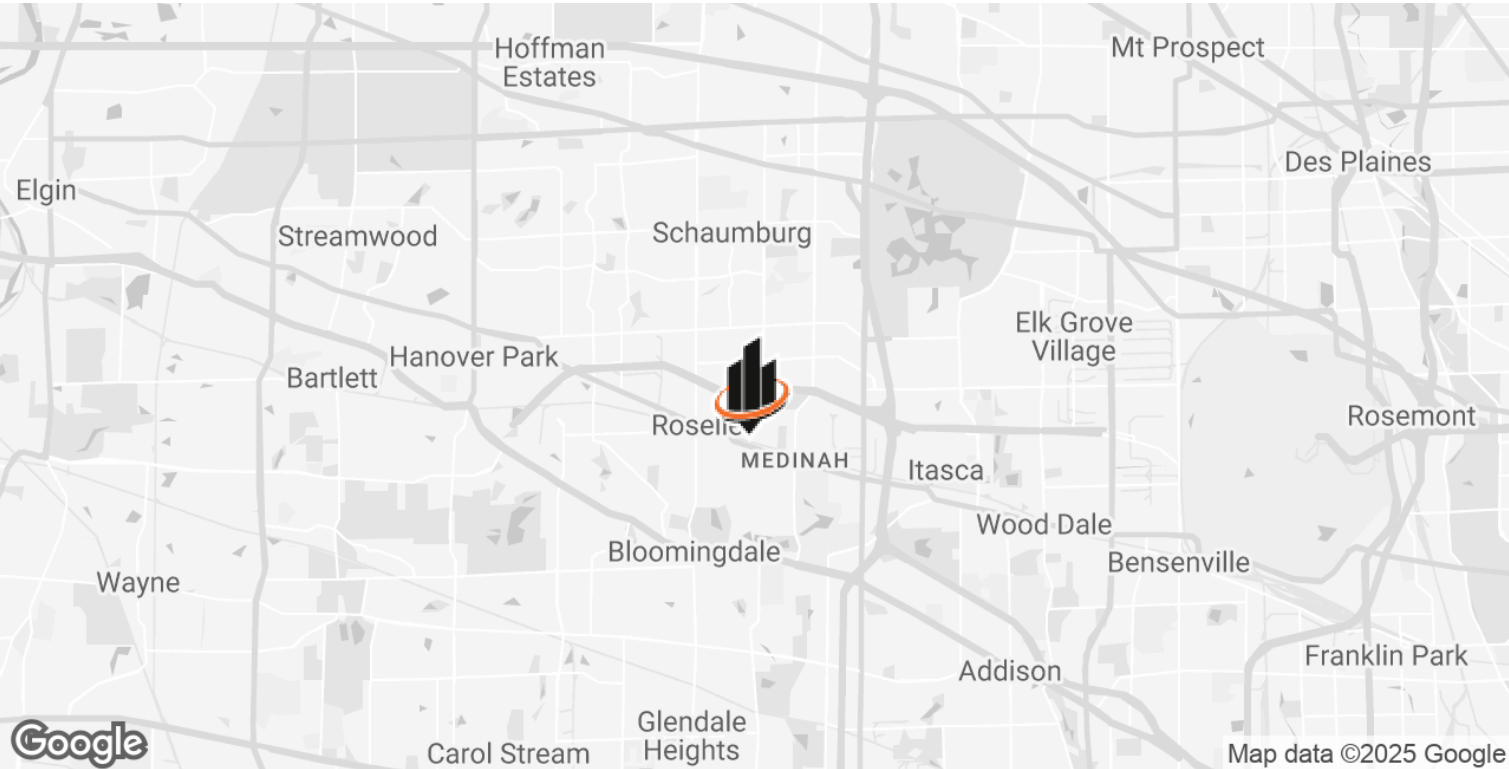 Hoffman
Estates
Mt Prospect
Des Plaines
Elgin
Streamwood
Schaumburg
Elk Grove
Village
Hanover Park
Bartlett
Roselle
Rosemont
MEDINAH
Itasca
Wood Dale
Bloomingdale
Bensenville
Wayne
Franklin Park
Addison
Glendale
Heights
Carol Stream
Google
Map data ©2025 Google